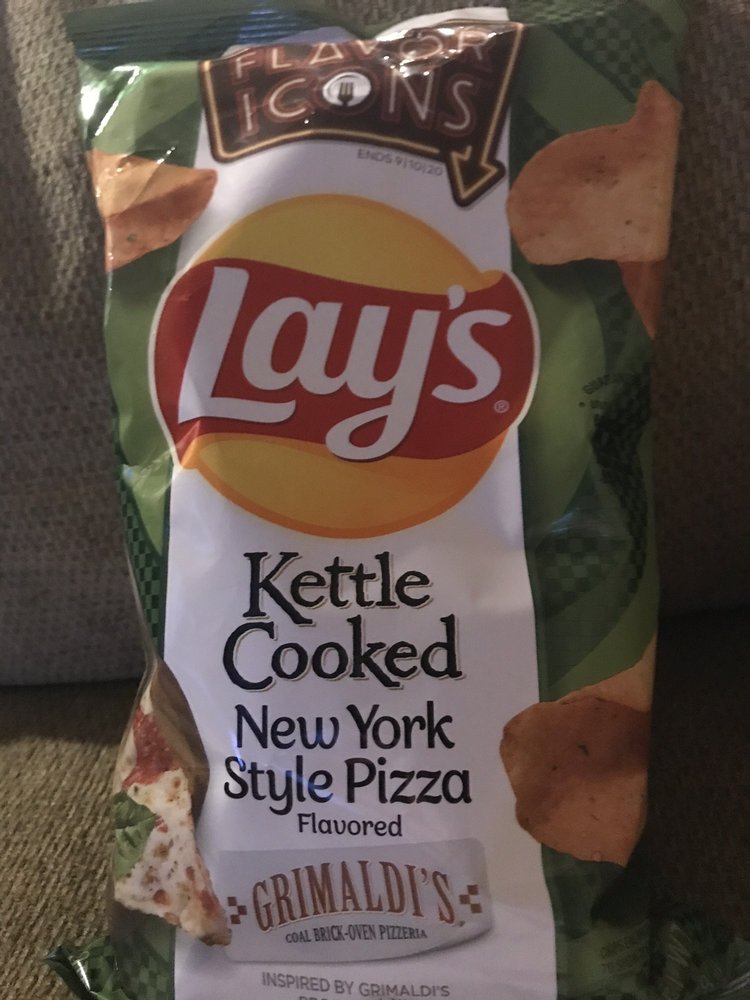 FLAVOR
ICONS
ENDS 9|10|20
Lay's®
Kettle
Cooked
New York
Style Pizza
Flavored
GRIMALDI'S
COAL BRICK-OVEN PIZZERIA
INSPIRED BY GRIMALDI'S